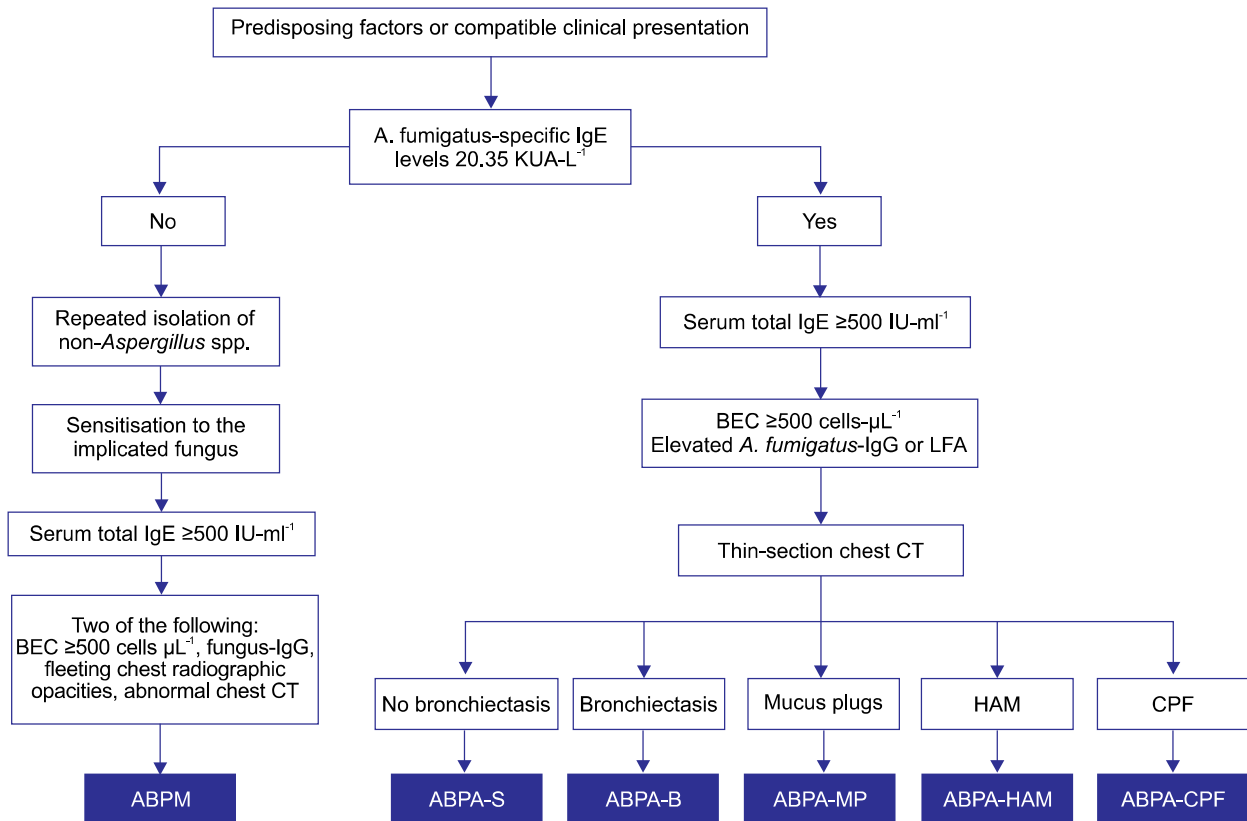 Predisposing factors or compatible clinical presentation
A. fumigatus-specific IgE
levels 20.35 KUA-L⁻¹
No
Yes
Repeated isolation of
non-Aspergillus spp.
Serum total IgE ≥500 IU-ml⁻¹
Sensitisation to the
implicated fungus
BEC ≥500 cells-μL⁻¹
Elevated A. fumigatus-IgG or LFA
Serum total IgE ≥500 IU-ml⁻¹
Thin-section chest CT
Two of the following:
BEC ≥500 cells μL⁻¹, fungus-IgG,
fleeting chest radiographic
opacities, abnormal chest CT
No bronchiectasis
Bronchiectasis
Mucus plugs
HAM
CPF
ABPM
ABPA-S
ABPA-B
ABPA-MP
ABPA-HAM
ABPA-CPF